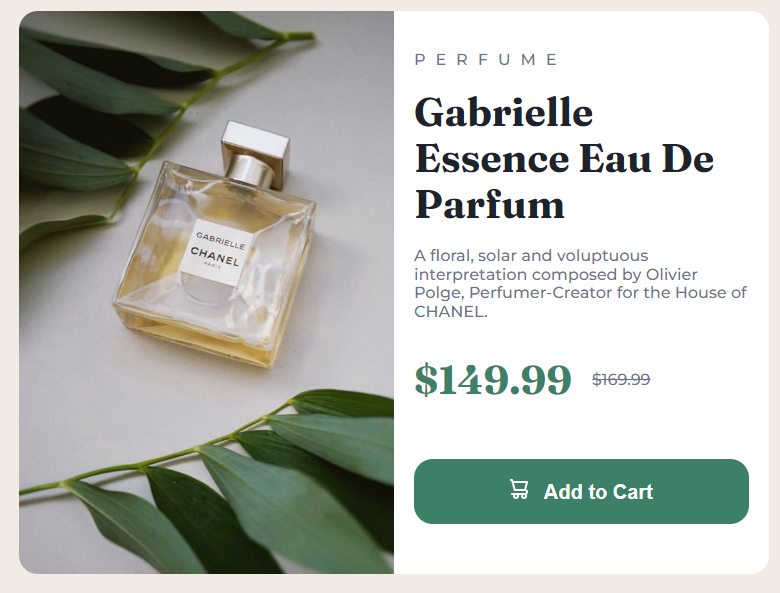 GABRIELLE
CHANEL
PARIS
PERFUME
Gabrielle
Essence Eau De
Parfum
A floral, solar and voluptuous
interpretation composed by Olivier
Polge, Perfumer-Creator for the House of
CHANEL.
$149.99 $169.99
Add to Cart